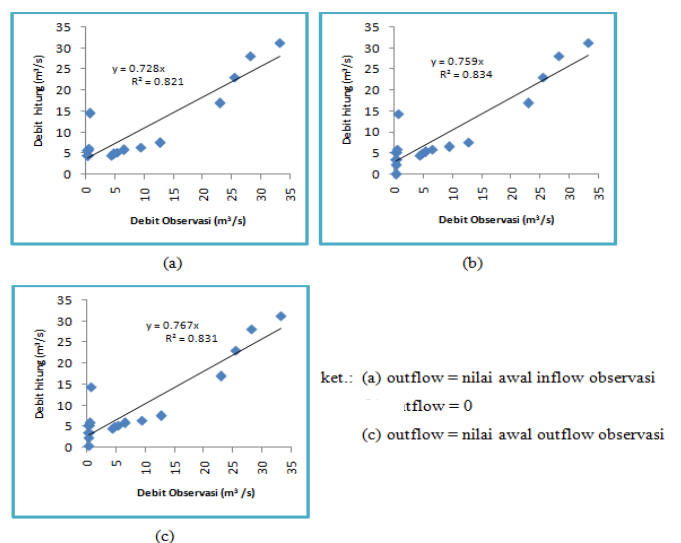 35
30
25
20
15
10
5
0
Debit hitung (m³/s)
y = 0.728x
R² = 0.821
0 5 10 15 20 25 30 35
Debit Observasi (m³/s)
(a)
35
30
25
20
15
10
5
0
Debit hitung (m³/s)
y = 0.759x
R² = 0.834
0 5 10 15 20 25 30 35
Debit Observasi (m³/s)
(b)
35
30
25
20
15
10
5
0
Debit hitung (m³/s)
y = 0.767x
R² = 0.831
0 5 10 15 20 25 30 35
Debit Observasi (m³ /s)
(c)
ket.: (a) outflow = nilai awal inflow observasi
= 0
(c) outflow = nilai awal outflow observasi